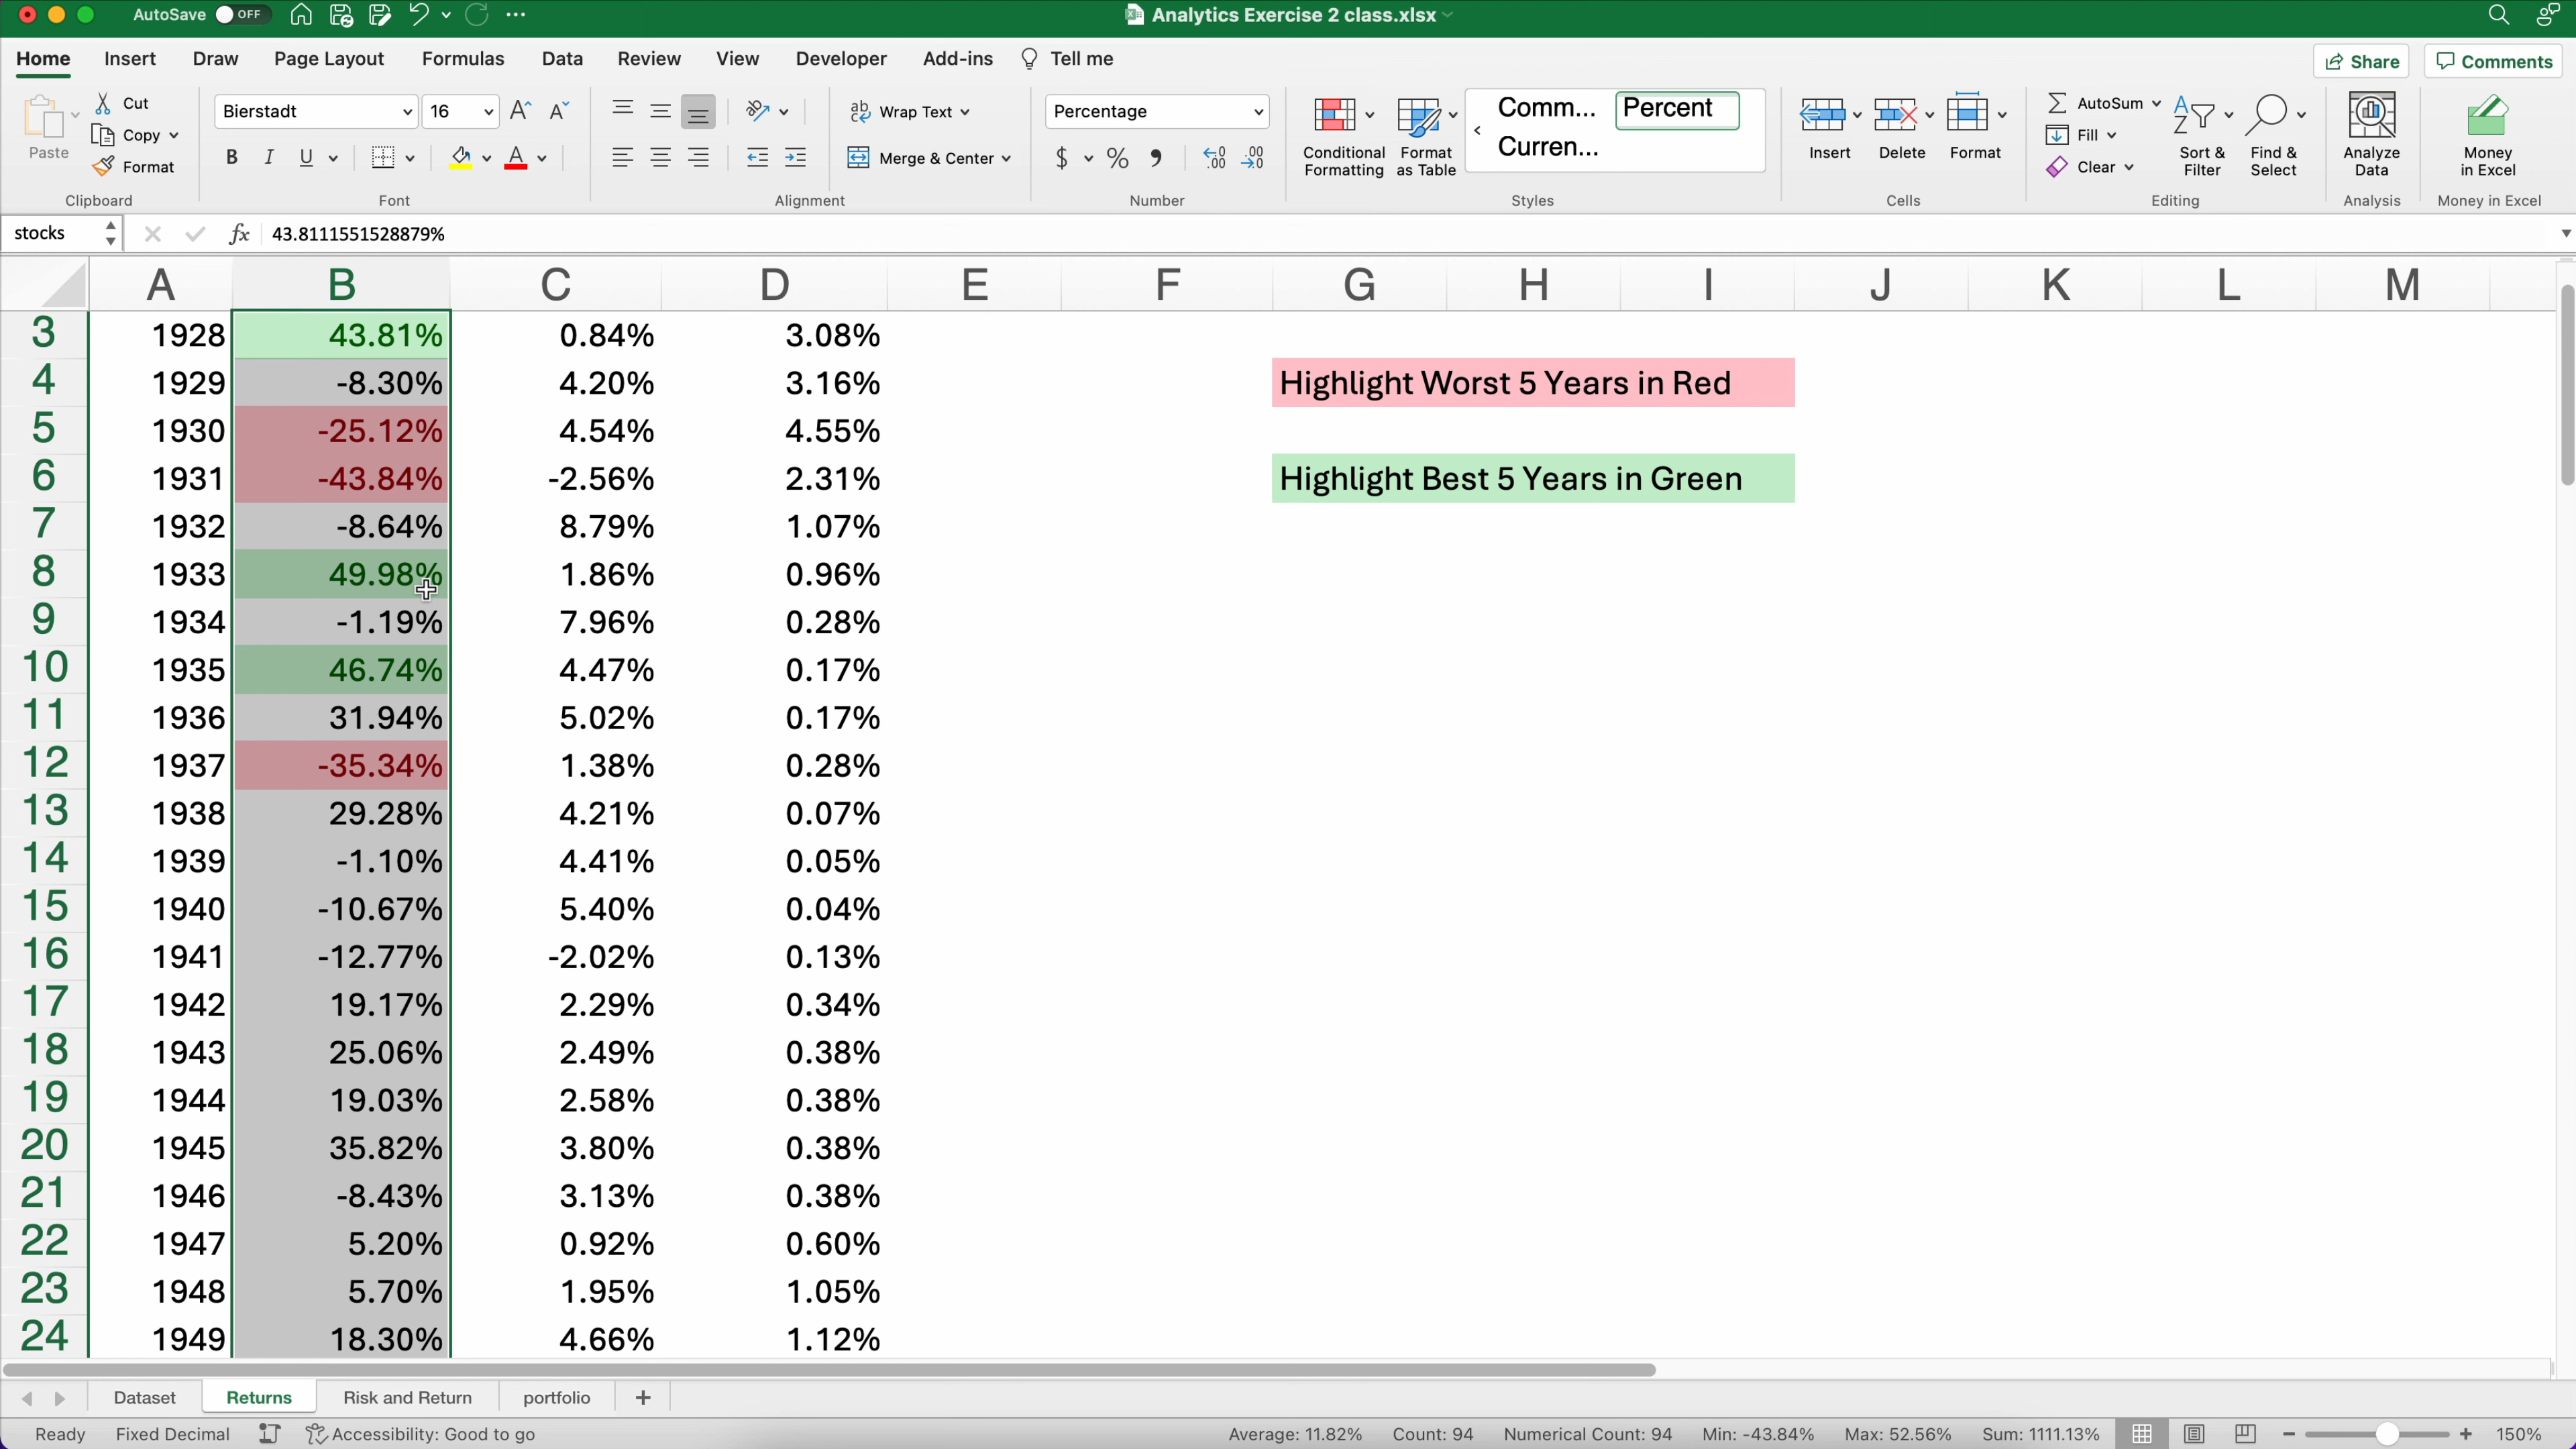 AutoSave OFF
Analytics Exercise 2 class.xlsx
Home Insert Draw Page Layout Formulas Data Review View Developer Add-ins Tell me Share Comments
Paste Cut Copy Format Clipboard
Bierstadt 16 B I U A Font
ab Wrap Text Merge & Center Alignment
Percentage $ % Number
Conditional Formatting Format as Table Comm... Percent Curren... Styles
Insert Delete Format Cells
AutoSum Fill Clear Sort & Filter Find & Select Editing
Analyze Data Analysis
Money in Excel Money in Excel
stocks fx 43.8111551528879%
A B C D E F G H I J K L M
3 1928 43.81% 0.84% 3.08%
4 1929 -8.30% 4.20% 3.16% Highlight Worst 5 Years in Red
5 1930 -25.12% 4.54% 4.55%
6 1931 -43.84% -2.56% 2.31% Highlight Best 5 Years in Green
7 1932 -8.64% 8.79% 1.07%
8 1933 49.98% 1.86% 0.96%
9 1934 -1.19% 7.96% 0.28%
10 1935 46.74% 4.47% 0.17%
11 1936 31.94% 5.02% 0.17%
12 1937 -35.34% 1.38% 0.28%
13 1938 29.28% 4.21% 0.07%
14 1939 -1.10% 4.41% 0.05%
15 1940 -10.67% 5.40% 0.04%
16 1941 -12.77% -2.02% 0.13%
17 1942 19.17% 2.29% 0.34%
18 1943 25.06% 2.49% 0.38%
19 1944 19.03% 2.58% 0.38%
20 1945 35.82% 3.80% 0.38%
21 1946 -8.43% 3.13% 0.38%
22 1947 5.20% 0.92% 0.60%
23 1948 5.70% 1.95% 1.05%
24 1949 18.30% 4.66% 1.12%
Dataset Returns Risk and Return portfolio +
Ready Fixed Decimal Accessibility: Good to go Average: 11.82% Count: 94 Numerical Count: 94 Min: -43.84% Max: 52.56% Sum: 1111.13% 150%